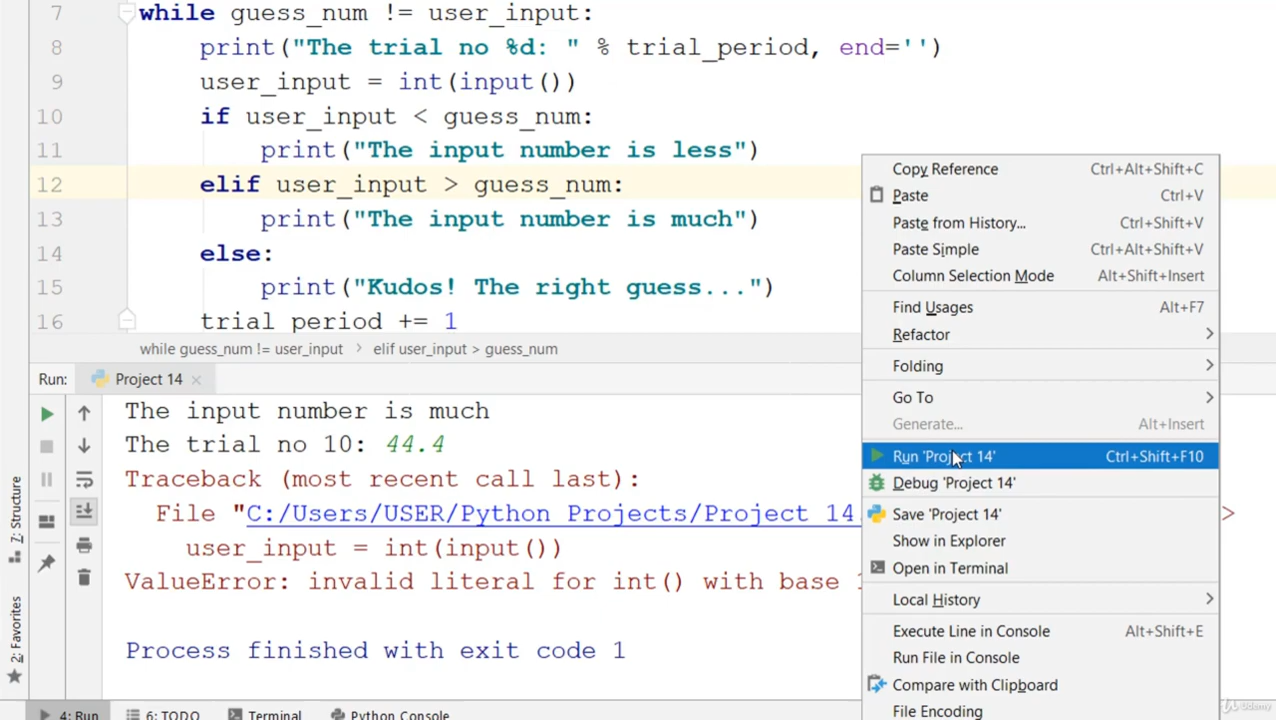 7 while guess_num != user_input:
8 print("The trial no %d: " % trial_period, end='')
9 user_input = int(input())
10 if user_input < guess_num:
11 print("The input number is less")
12 elif user_input > guess_num:
13 print("The input number is much")
14 else:
15 print("Kudos! The right guess...")
16 trial_period += 1
while guess_num != user_input > elif user_input > guess_num
Run: Project 14 ×
The input number is much
The trial no 10: 44.4
Traceback (most recent call last):
File "C:/Users/USER/Python Projects/Project 14
user_input = int(input())
ValueError: invalid literal for int() with base 1
Process finished with exit code 1
7: Structure
2: Favorites
4: Run 6: TODO Terminal Python Console
Copy Reference Ctrl+Alt+Shift+C
Paste Ctrl+V
Paste from History... Ctrl+Shift+V
Paste Simple Ctrl+Alt+Shift+V
Column Selection Mode Alt+Shift+Insert
Find Usages Alt+F7
Refactor
Folding
Go To
Generate... Alt+Insert
Run 'Project 14' Ctrl+Shift+F10
Debug 'Project 14'
Save 'Project 14'
Show in Explorer
Open in Terminal
Local History
Execute Line in Console Alt+Shift+E
Run File in Console
Compare with Clipboard
File Encoding
>
Udemy